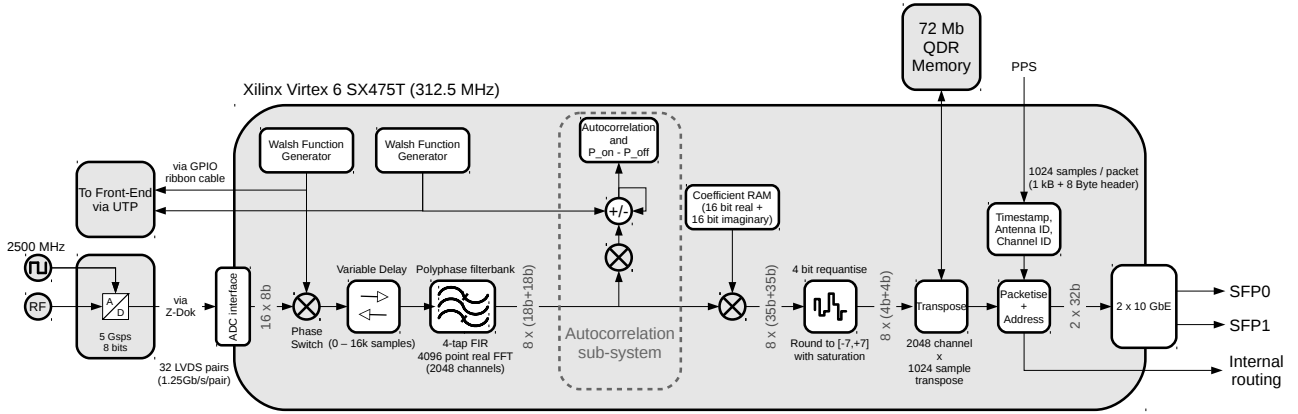 72 Mb
QDR
Memory
PPS
Xilinx Virtex 6 SX475T (312.5 MHz)
Walsh Function
Generator
Walsh Function
Generator
Autocorrelation
and
P_on - P_off
via GPIO
ribbon cable
To Front-End
via UTP
1024 samples / packet
(1 kB + 8 Byte header)
Coefficient RAM
(16 bit real +
16 bit imaginary)
+/-
Timestamp,
Antenna ID,
Channel ID
2500 MHz
RF
A
D
5 Gsps
8 bits
via
Z-Dok
32 LVDS pairs
(1.25Gb/s/pair)
ADC interface
16 x 8b
Phase
Switch
Variable Delay
(0 – 16k samples)
Polyphase filterbank
4-tap FIR
4096 point real FFT
(2048 channels)
8 x (18b+18b)
Autocorrelation
sub-system
8 x (35b+35b)
4 bit requantise
Round to [-7,+7]
with saturation
8 x (4b+4b)
Transpose
2048 channel
x
1024 sample
transpose
Packetise
+
Address
2 x 32b
2 x 10 GbE
SFP0
SFP1
Internal
routing